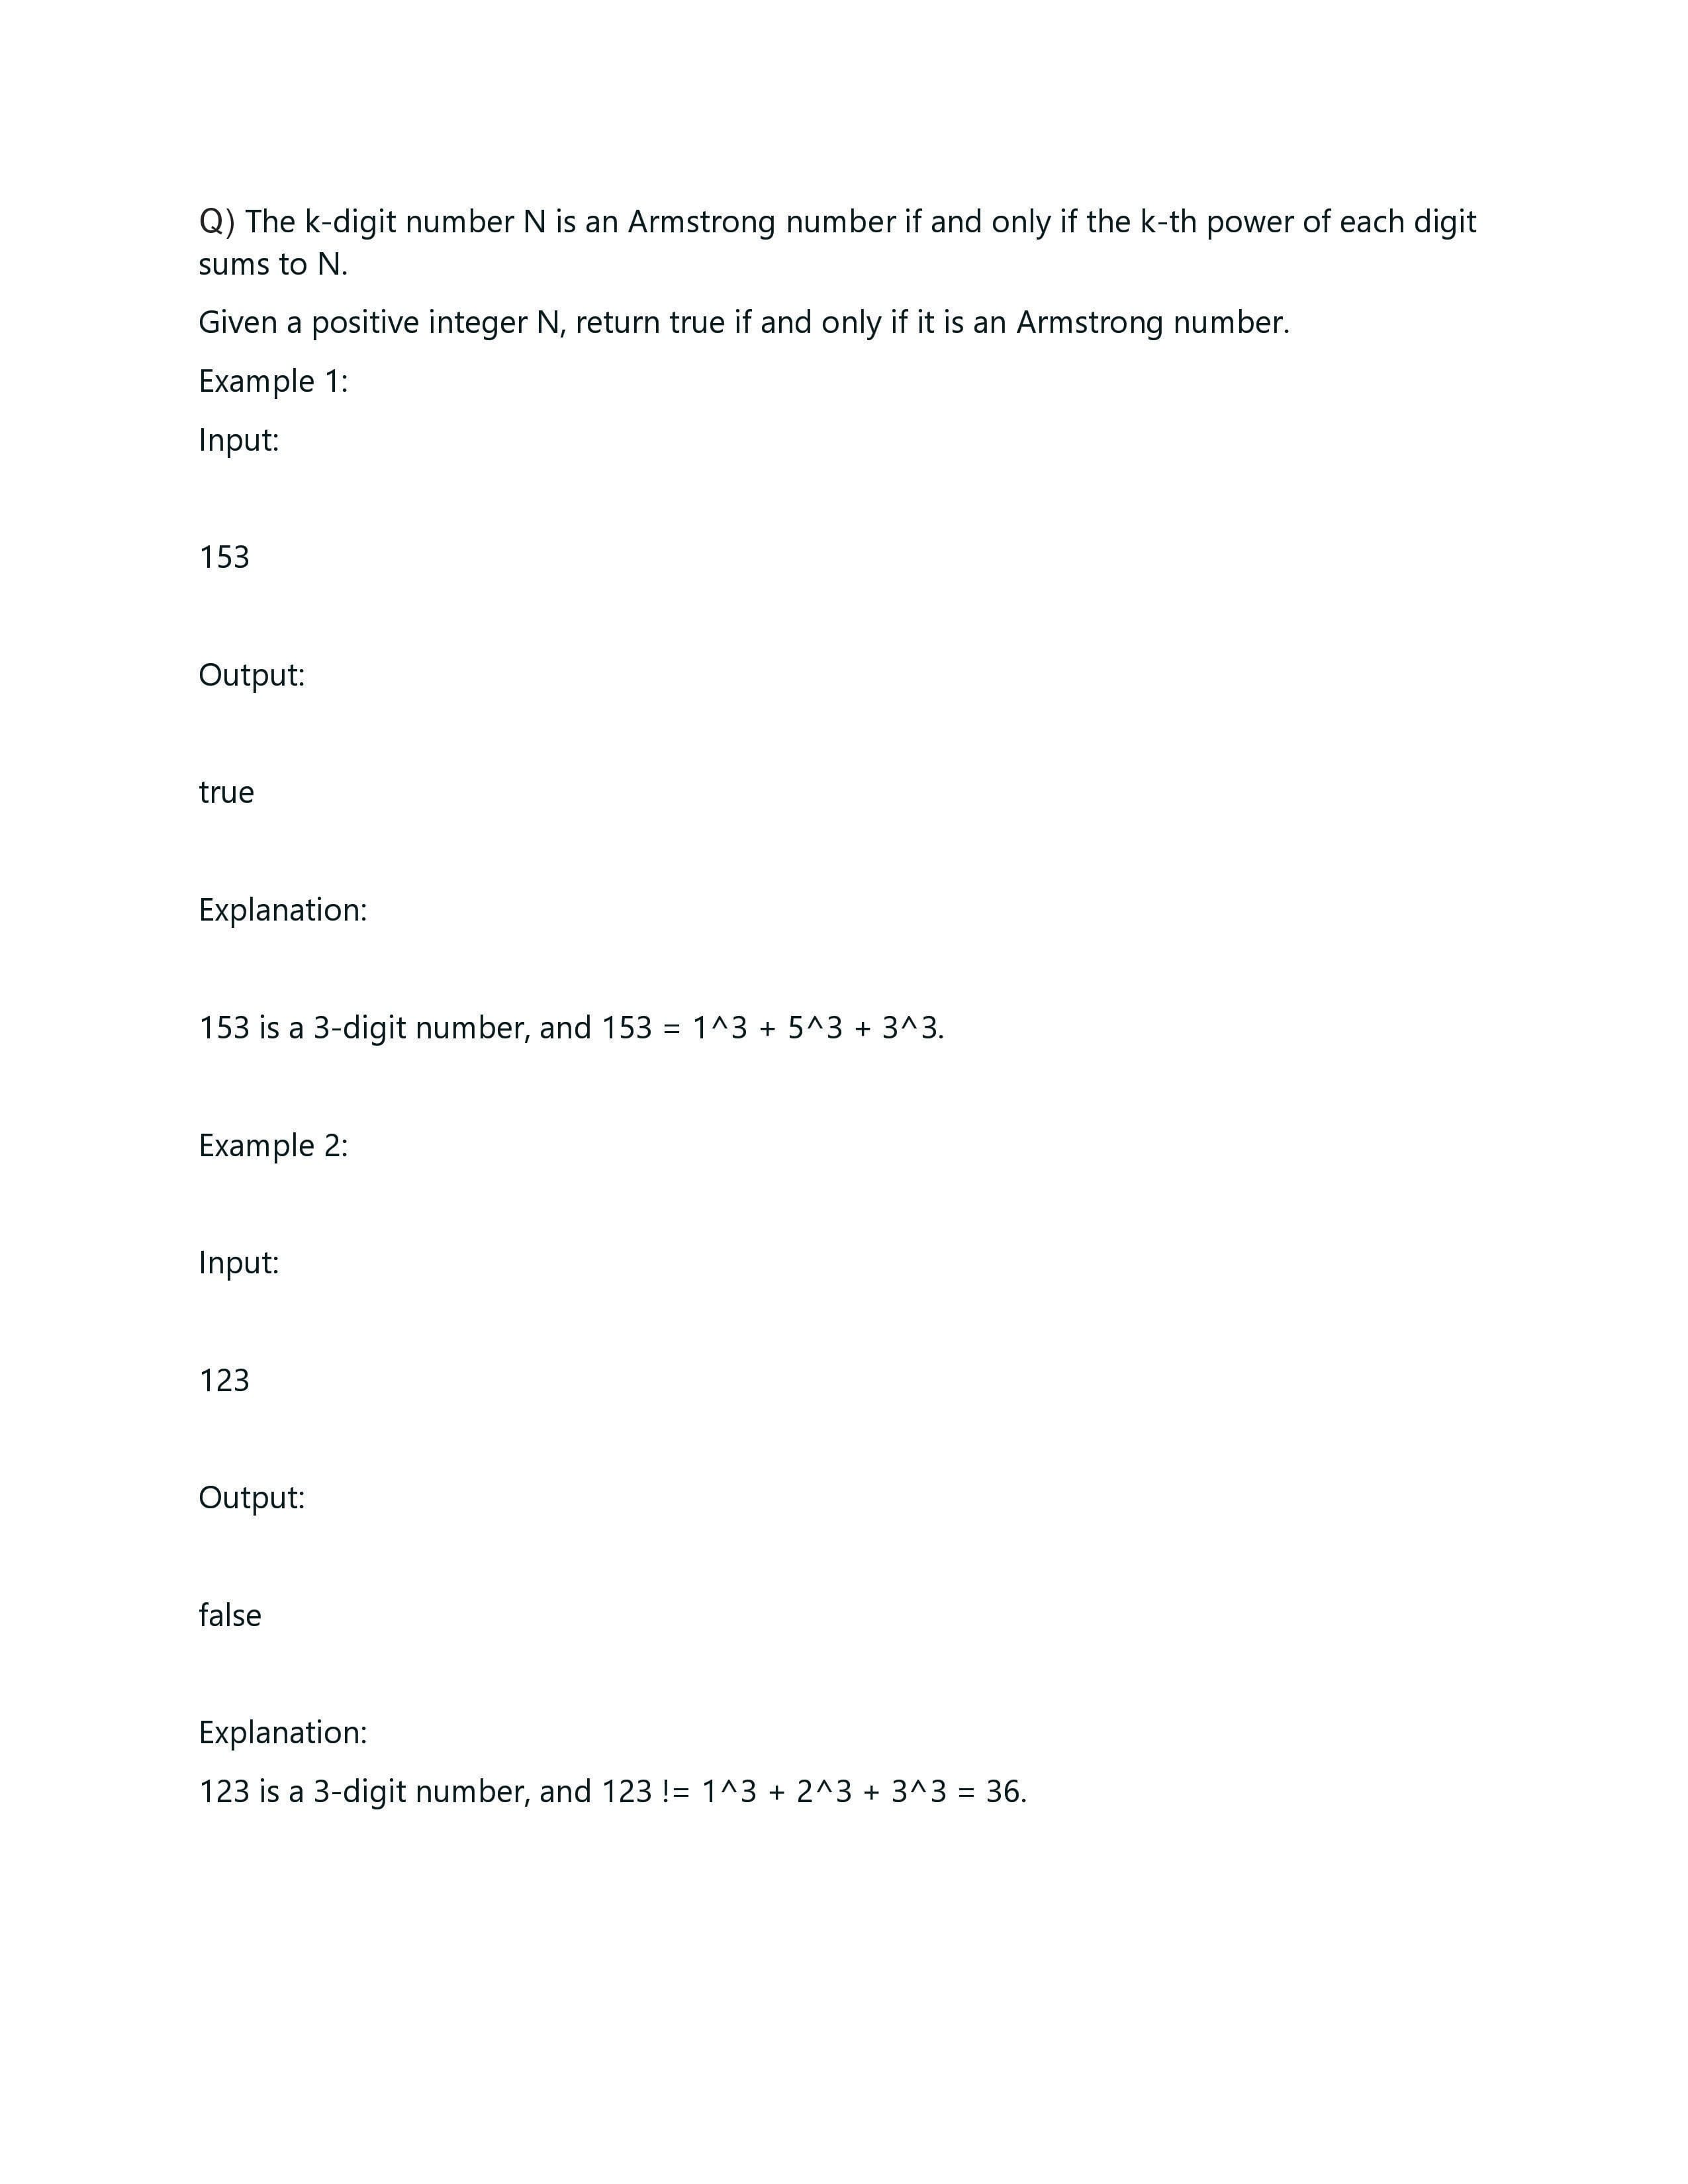 Q) The k-digit number N is an Armstrong number if and only if the k-th power of each digit
sums to N.
Given a positive integer N, return true if and only if it is an Armstrong number.
Example 1:
Input:
153
Output:
true
Explanation:
153 is a 3-digit number, and 153 = 1^3 + 5^3 + 3^3.
Example 2:
Input:
123
Output:
false
Explanation:
123 is a 3-digit number, and 123 != 1^3 + 2^3 + 3^3 = 36.